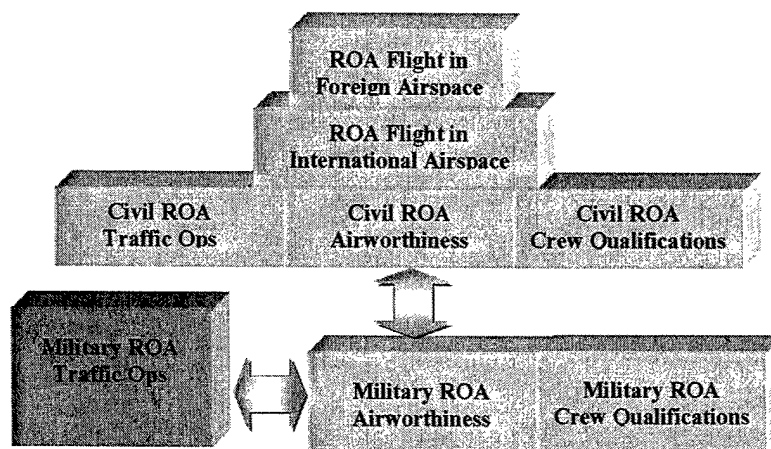 ROA Flight in
Foreign Airspace
ROA Flight in
International Airspace
Civil ROA
Traffic Ops
Civil ROA
Airworthiness
Civil ROA
Crew Qualifications
Military ROA
Traffic Ops
Military ROA
Airworthiness
Military ROA
Crew Qualifications